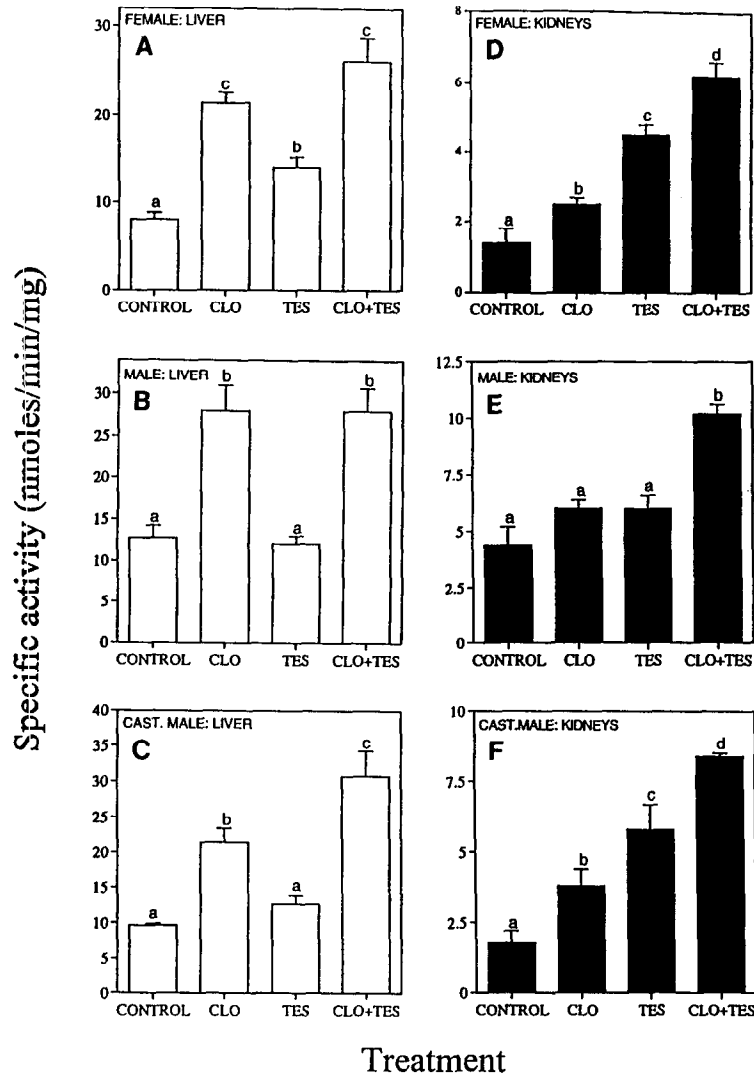 Specific activity (nmoles/min/mg)
FEMALE: LIVER
A
30
20
10
0
a
c
b
c
CONTROL CLO TES CLO+TES
FEMALE: KIDNEYS
D
8
6
4
2
0
a
b
c
d
CONTROL CLO TES CLO+TES
MALE: LIVER
B
30
25
20
15
10
5
0
a
b
a
b
CONTROL CLO TES CLO+TES
MALE: KIDNEYS
E
12.5
10
7.5
5
2.5
0
a
a
a
b
CONTROL CLO TES CLO+TES
CAST. MALE: LIVER
C
40
35
30
25
20
15
10
5
0
a
b
a
c
CONTROL CLO TES CLO+TES
CAST.MALE: KIDNEYS
F
10
7.5
5
2.5
0
a
b
c
d
CONTROL CLO TES CLO+TES
Treatment